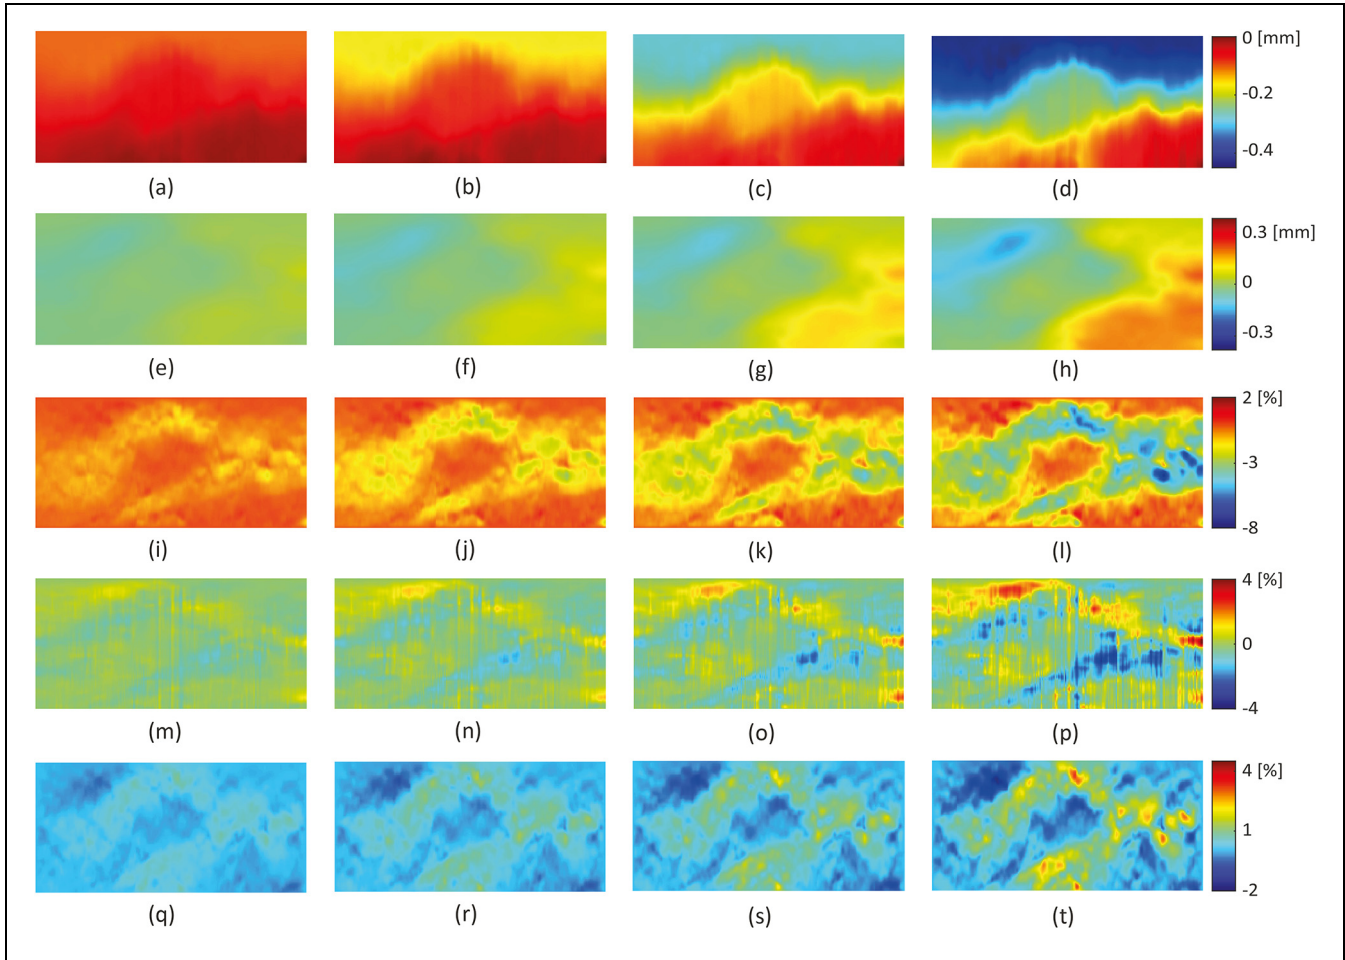 0 [mm]
-0.2
-0.4
(a) (b) (c) (d)
0.3 [mm]
0
-0.3
(e) (f) (g) (h)
2 [%]
-3
-8
(i) (j) (k) (l)
4 [%]
0
-4
(m) (n) (o) (p)
4 [%]
1
-2
(q) (r) (s) (t)